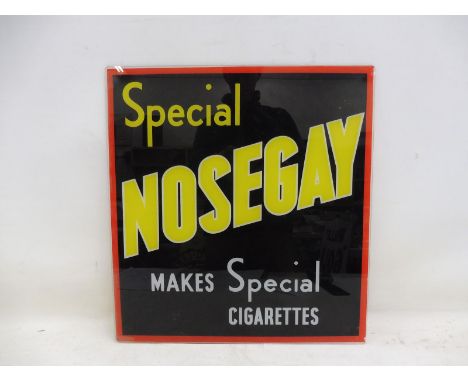 Special
NOSEGAY
MAKES Special
CIGARETTES